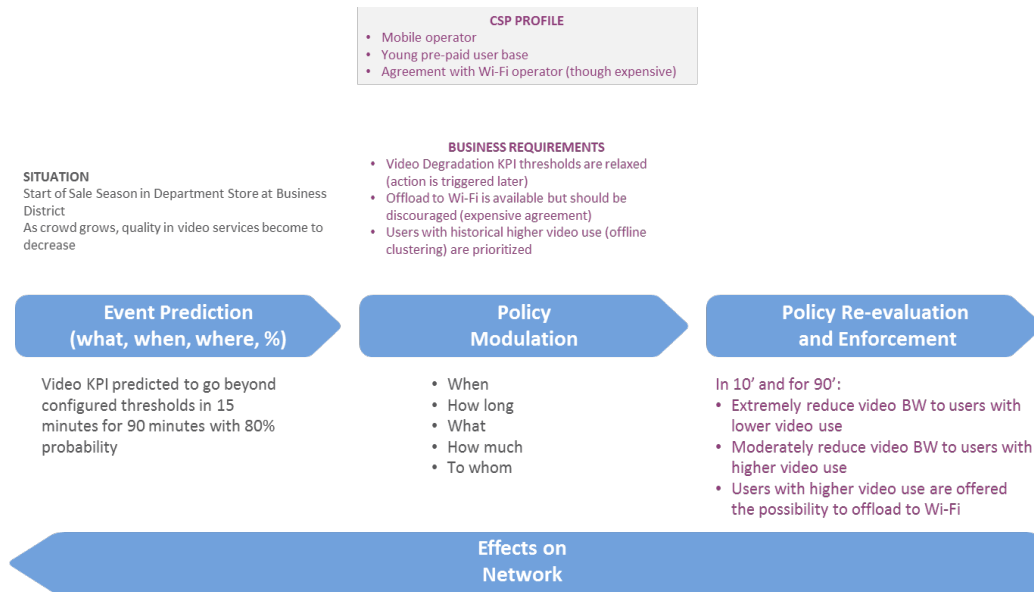 CSP PROFILE
• Mobile operator
• Young pre-paid user base
• Agreement with Wi-Fi operator (though expensive)
SITUATION
Start of Sale Season in Department Store at Business
District
As crowd grows, quality in video services become to
decrease
BUSINESS REQUIREMENTS
• Video Degradation KPI thresholds are relaxed
(action is triggered later)
• Offload to Wi-Fi is available but should be
discouraged (expensive agreement)
• Users with historical higher video use (offline
clustering) are prioritized
Event Prediction
(what, when, where, %)
Policy
Modulation
Policy Re-evaluation
and Enforcement
Video KPI predicted to go beyond
configured thresholds in 15
minutes for 90 minutes with 80%
probability
• When
• How long
• What
• How much
• To whom
In 10’ and for 90’:
• Extremely reduce video BW to users with
lower video use
• Moderately reduce video BW to users with
higher video use
• Users with higher video use are offered
the possibility to offload to Wi-Fi
Effects on
Network